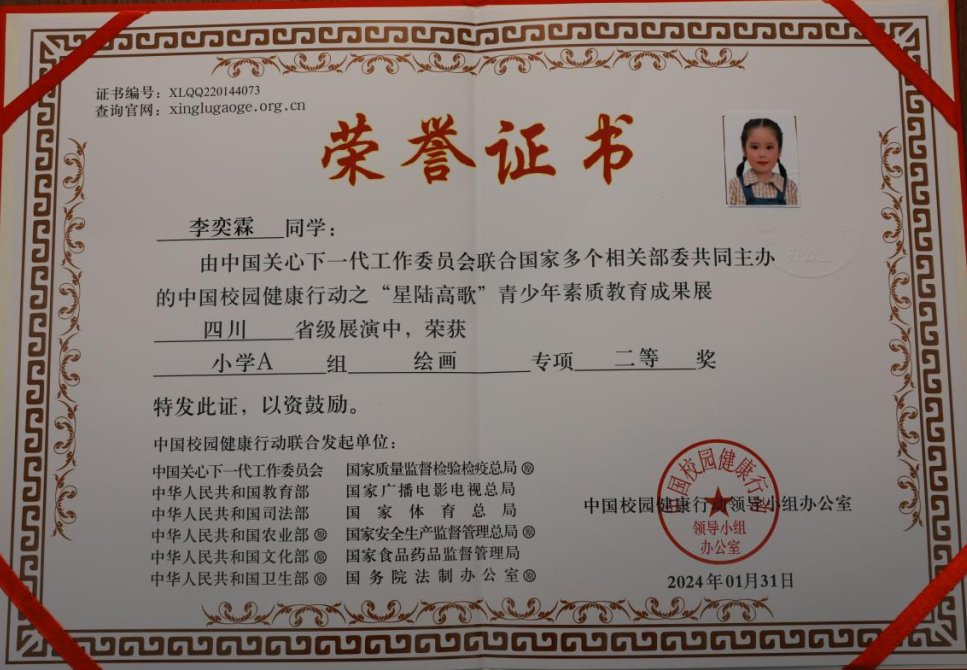 证书编号：XLQQ220144073
查询官网：xinglugaoge.org.cn
荣誉证书
李奕霖 同学：
由中国关心下一代工作委员会联合国家多个相关部委共同主办
的中国校园健康行动之“星陆高歌”青少年素质教育成果展
四川 省级展演中，荣获
小学A 组 绘画 专项 二等 奖
特发此证，以资鼓励。
中国校园健康行动联合发起单位：
中国关心下一代工作委员会 国家质量监督检验检疫总局㊞
中华人民共和国教育部 国家广播电影电视总局
中华人民共和国司法部 国家体育总局
中华人民共和国农业部 国家安全生产监督管理总局
中华人民共和国文化部 国家食品药品监督管理局
中华人民共和国卫生部 国务院法制办公室
中国校园健康行动领导小组办公室
中国校园健康行动
领导小组
办公室
2024年01月31日